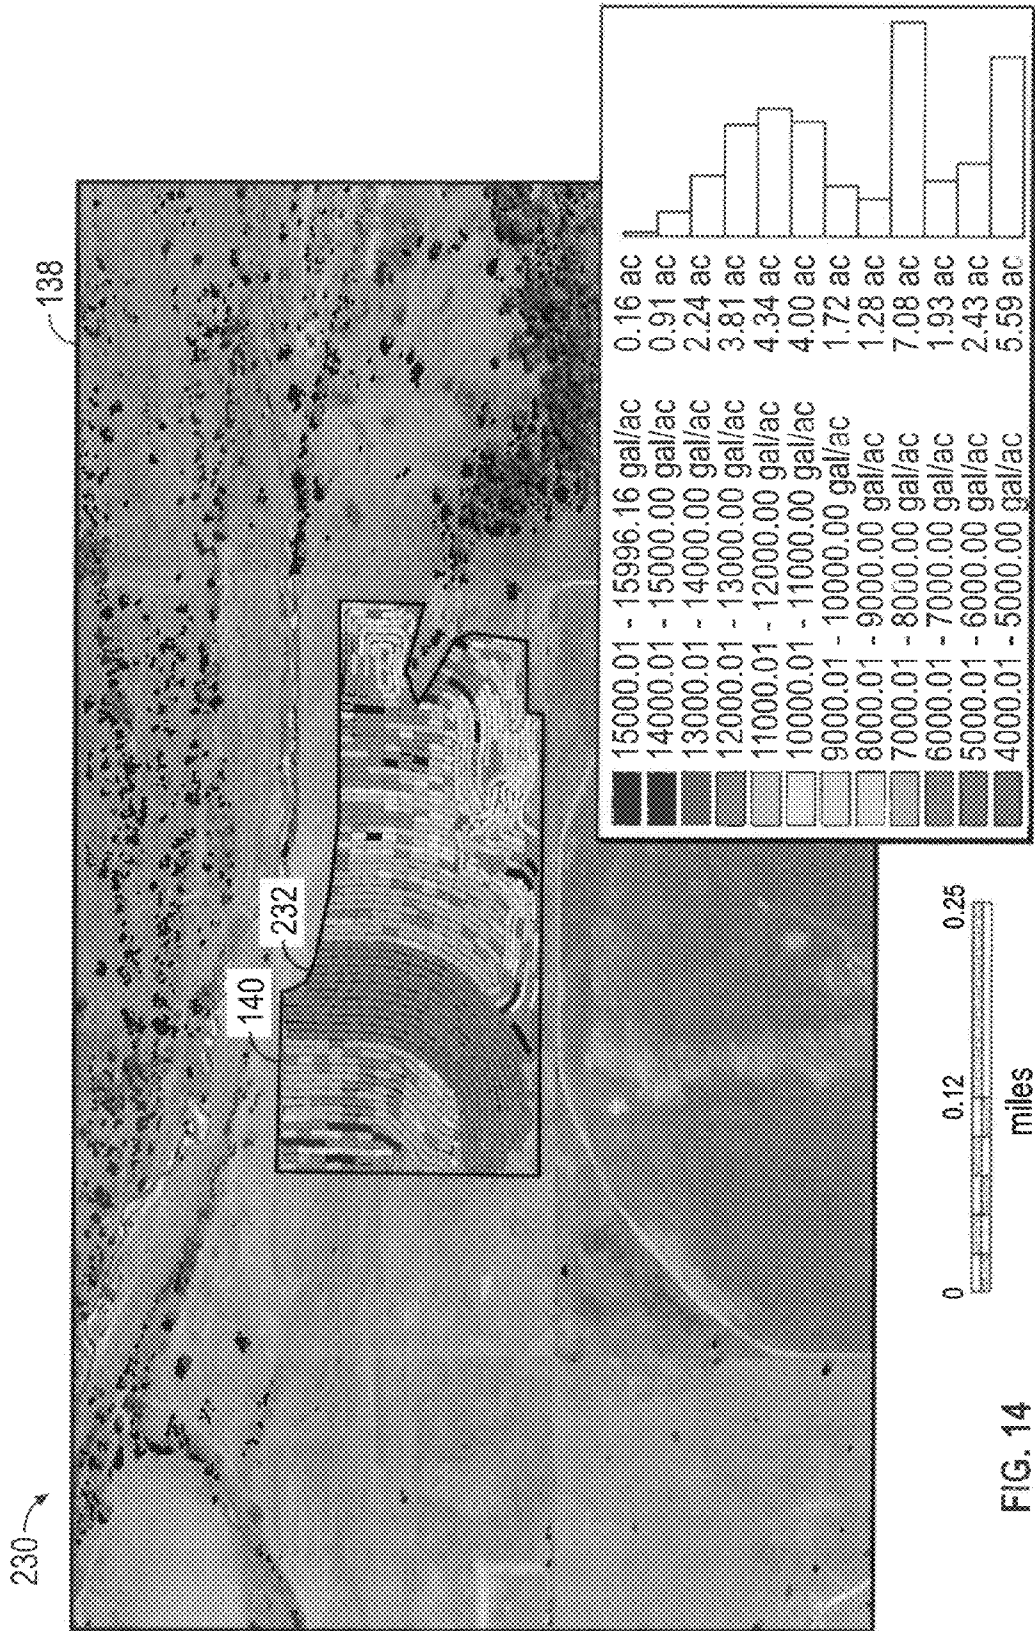 230
138
140
232
15000.01 - 15996.16 gal/ac 0.16 ac
14000.01 - 15000.00 gal/ac 0.91 ac
13000.01 - 14000.00 gal/ac 2.24 ac
12000.01 - 13000.00 gal/ac 3.81 ac
11000.01 - 12000.00 gal/ac 4.34 ac
10000.01 - 11000.00 gal/ac 4.00 ac
9000.01 - 10000.00 gal/ac 1.72 ac
8000.01 - 9000.00 gal/ac 1.28 ac
7000.01 - 8000.00 gal/ac 7.08 ac
6000.01 - 7000.00 gal/ac 1.93 ac
5000.01 - 6000.00 gal/ac 2.43 ac
4000.01 - 5000.00 gal/ac 5.59 ac
0 0.12 0.25
miles
FIG. 14